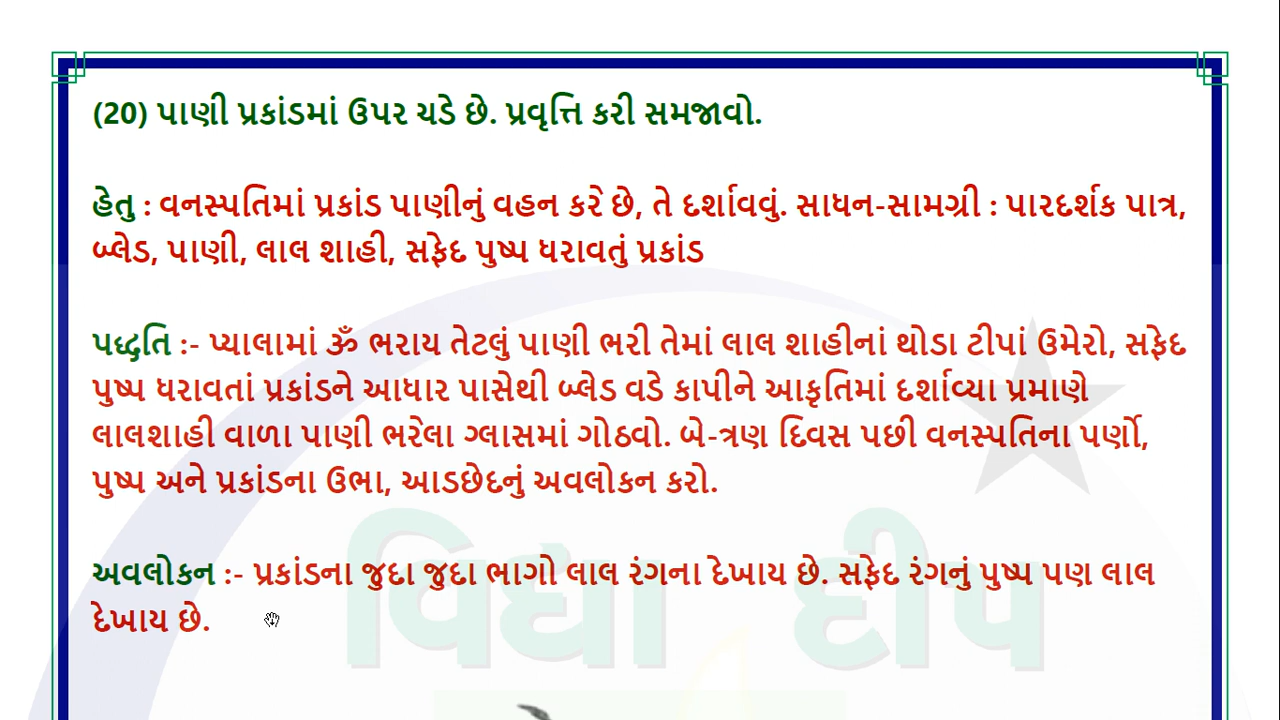 (20) પાણી પ્રકાંડમાં ઉપર ચડે છે. પ્રવૃત્તિ કરી સમજાવો.
હેતુ : વનસ્પતિમાં પ્રકાંડ પાણીનું વહન કરે છે, તે દર્શાવવું. સાધન-સામગ્રી : પારદર્શક પાત્ર,
બ્લેડ, પાણી, લાલ શાહી, સફેદ પુષ્પ ધરાવતું પ્રકાંડ
પદ્ધતિ :- પ્યાલામાં ૐ ભરાય તેટલું પાણી ભરી તેમાં લાલ શાહીનાં થોડા ટીપાં ઉમેરો, સફેદ
પુષ્પ ધરાવતાં પ્રકાંડને આધાર પાસેથી બ્લેડ વડે કાપીને આકૃતિમાં દર્શાવ્યા પ્રમાણે
લાલશાહી વાળા પાણી ભરેલા ગ્લાસમાં ગોઠવો. બે-ત્રણ દિવસ પછી વનસ્પતિના પર્ણો,
પુષ્પ અને પ્રકાંડના ઉભા, આડછેદનું અવલોકન કરો.
અવલોકન :- પ્રકાંડના જુદા જુદા ભાગો લાલ રંગના દેખાય છે. સફેદ રંગનું પુષ્પ પણ લાલ
દેખાય છે.
વિદ્યા દીપ